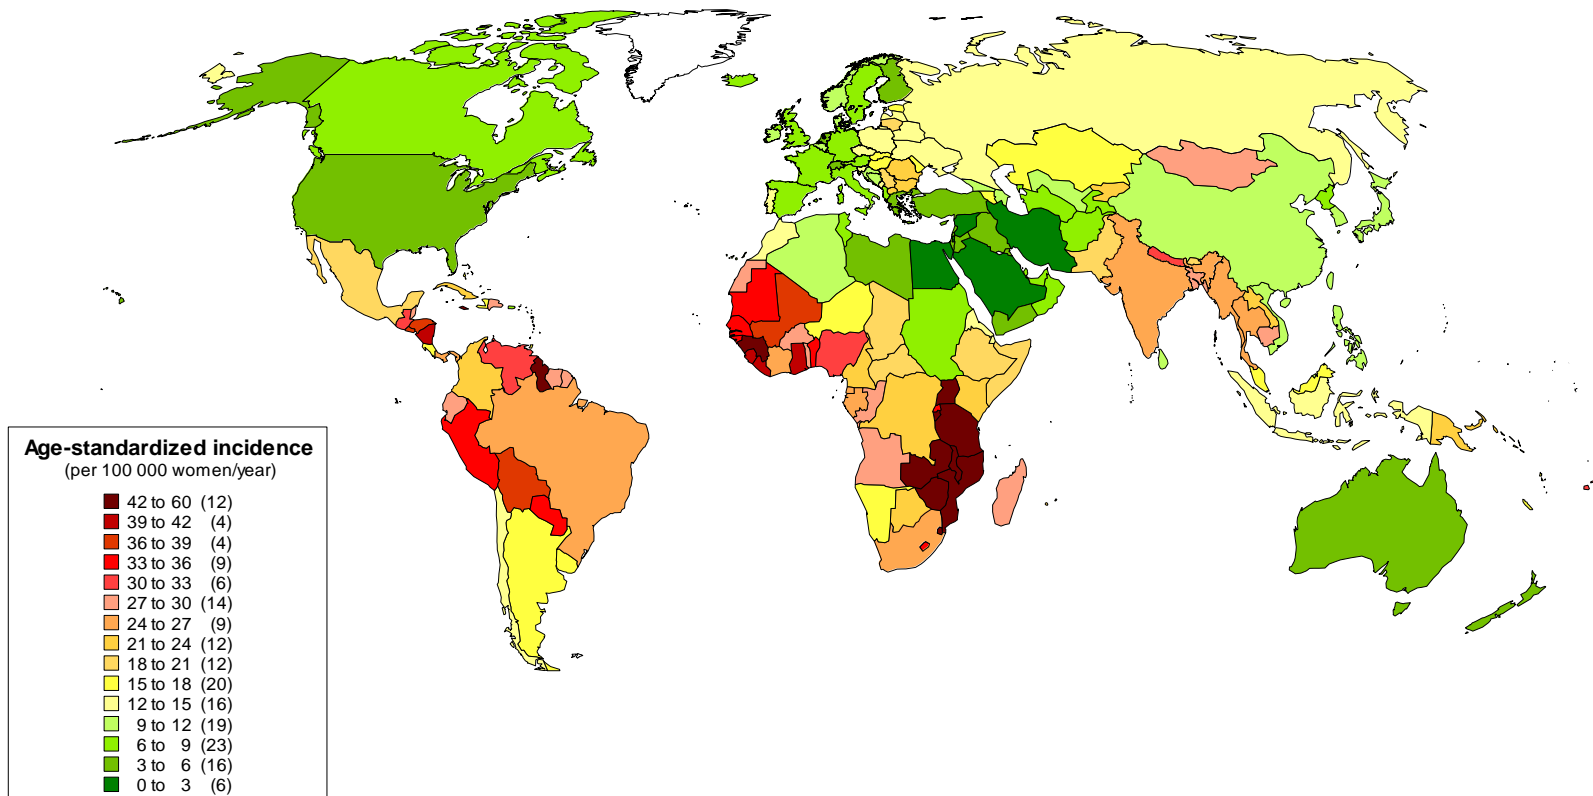 Age-standardized incidence
(per 100 000 women/year)
42 to 60 (12)
39 to 42 (4)
36 to 39 (4)
33 to 36 (9)
30 to 33 (6)
27 to 30 (14)
24 to 27 (9)
21 to 24 (12)
18 to 21 (12)
15 to 18 (20)
12 to 15 (16)
9 to 12 (19)
6 to 9 (23)
3 to 6 (16)
0 to 3 (6)